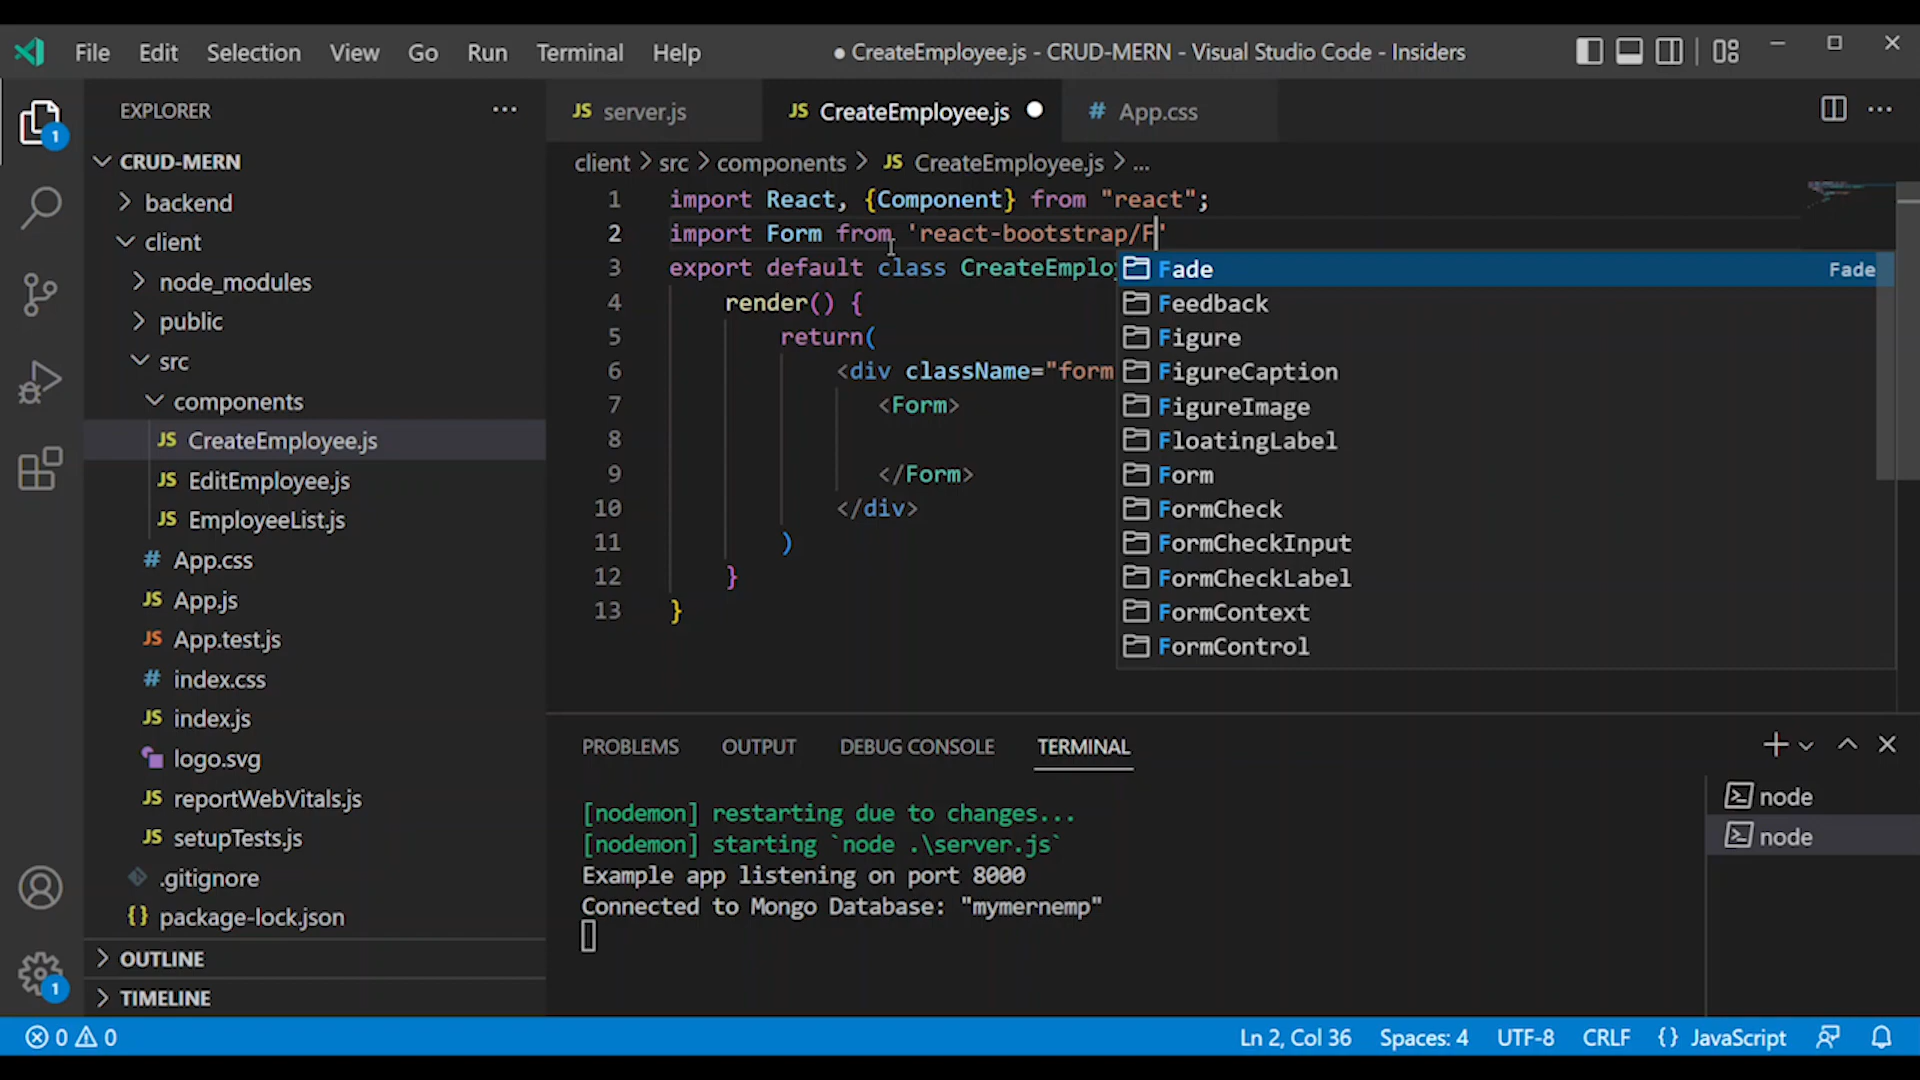 File Edit Selection View Go Run Terminal Help ● CreateEmployee.js - CRUD-MERN - Visual Studio Code - Insiders
EXPLORER ...
JS server.js JS CreateEmployee.js # App.css ...
1
CRUD-MERN
backend
client
node_modules
public
src
components
JS CreateEmployee.js
JS EditEmployee.js
JS EmployeeList.js
# App.css
JS App.js
JS App.test.js
# index.css
JS index.js
logo.svg
JS reportWebVitals.js
JS setupTests.js
.gitignore
{} package-lock.json
OUTLINE
TIMELINE
1
client > src > components > JS CreateEmployee.js > ...
1 import React, {Component} from "react";
2 import Form from 'react-bootstrap/F'
3 export default class CreateEmploy
4 render() {
5 return(
6 <div className="form
7 <Form>
8
9 </Form>
10 </div>
11 )
12 }
13 }
Fade Fade
Feedback
Figure
FigureCaption
FigureImage
FloatingLabel
Form
FormCheck
FormCheckInput
FormCheckLabel
FormContext
FormControl
PROBLEMS OUTPUT DEBUG CONSOLE TERMINAL
[nodemon] restarting due to changes...
[nodemon] starting `node .\server.js`
Example app listening on port 8000
Connected to Mongo Database: "mymernemp"
node
node
0 0 Ln 2, Col 36 Spaces: 4 UTF-8 CRLF {} JavaScript